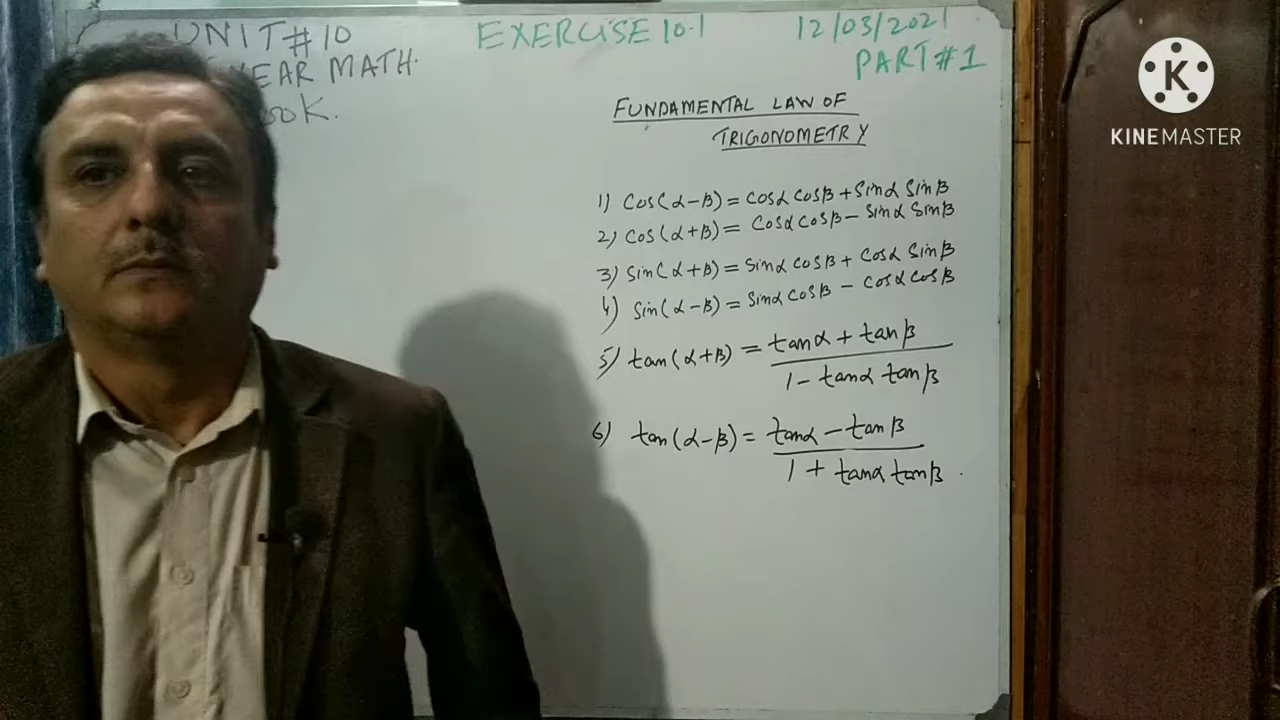 UNIT#10
YEAR MATH.
EXERCISE 10.1
12/03/2021
PART#1
FUNDAMENTAL LAW OF
TRIGONOMETRY
1) Cos(α-β) = cosα cosβ + Sinα Sinβ
2) Cos(α+β) = Cosα Cosβ - Sinα Sinβ
3) Sin(α+β) = Sinα cosβ + Cosα Sinβ
4) Sin(α-β) = Sinα Cosβ - Cosα Cosβ
5) tan(α+β) = tanα + tanβ
1 - tanα tanβ
6) tan(α-β) = tanα - tanβ
1 + tanα tanβ.
KINEMASTER